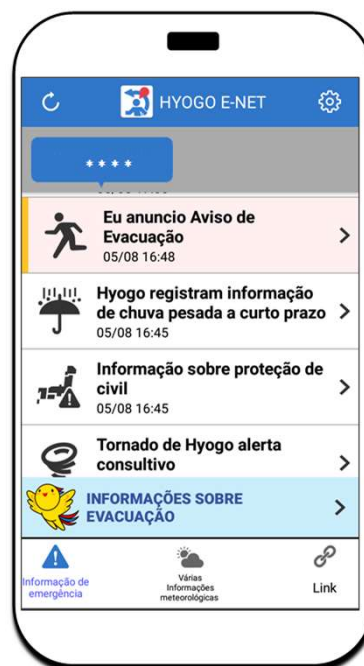 HYOGO E-NET
****
Eu anuncio Aviso de
Evacuação
05/08 16:48
Hyogo registram informação
de chuva pesada a curto prazo
05/08 16:45
Informação sobre proteção de
civil
05/08 16:45
Tornado de Hyogo alerta
consultivo
INFORMAÇÕES SOBRE
EVACUAÇÃO
Informação de
emergência
Várias
Informações
meteorológicas
Link